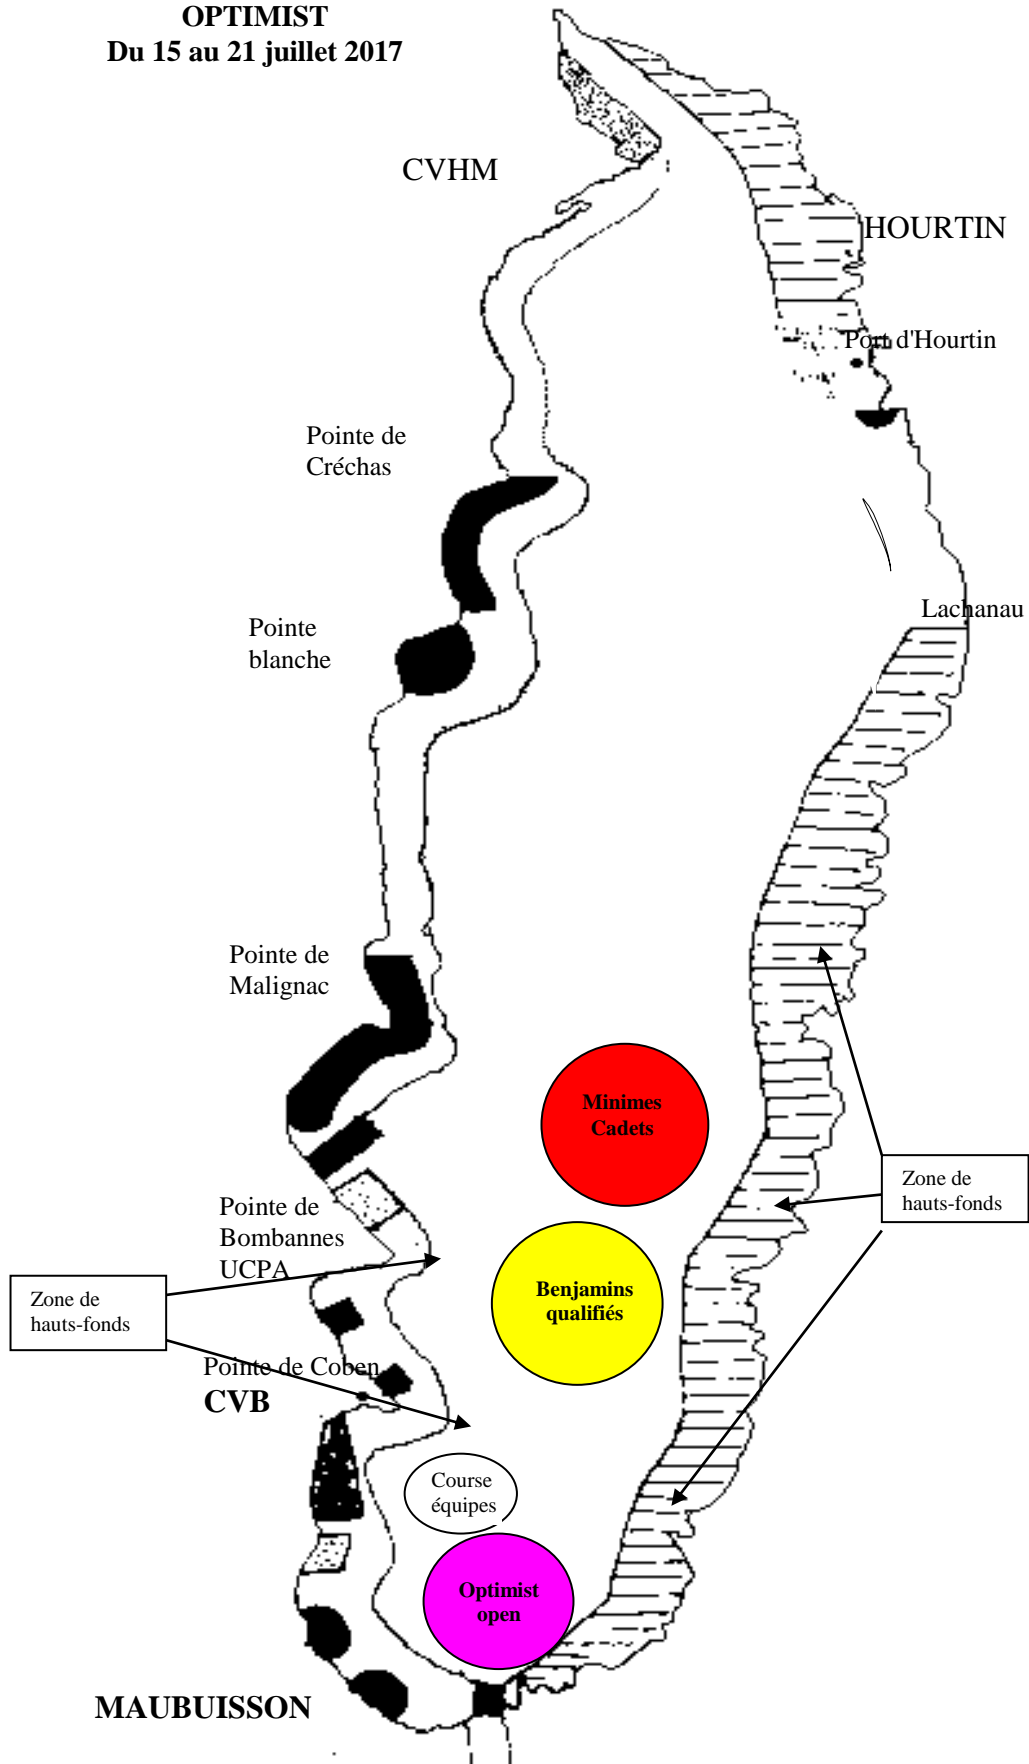 OPTIMIST
Du 15 au 21 juillet 2017
CVHM
HOURTIN
Port d'Hourtin
Pointe de
Créchas
Lachanau
Pointe
blanche
Pointe de
Malignac
Minimes
Cadets
Zone de
hauts-fonds
Pointe de
Bombannes
UCPA
Benjamins
qualifiés
Zone de
hauts-fonds
Pointe de Coben
CVB
Course
équipes
Optimist
open
MAUBUISSON